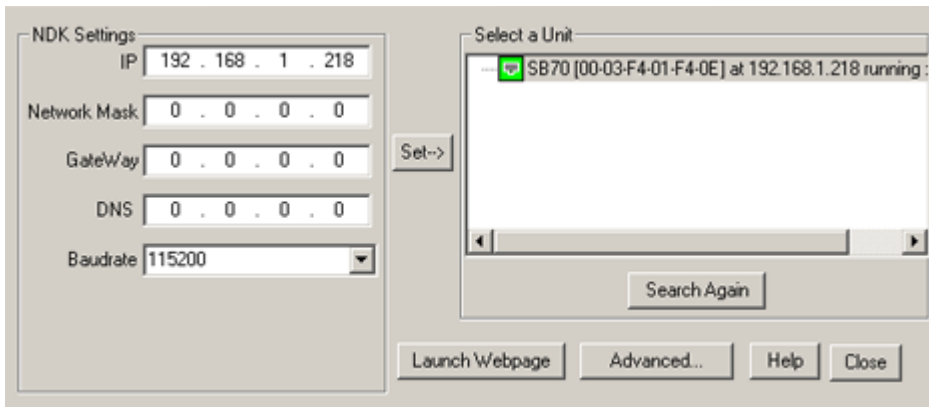 NDK Settings
IP 192 . 168 . 1 . 218
Network Mask 0 . 0 . 0 . 0
GateWay 0 . 0 . 0 . 0
DNS 0 . 0 . 0 . 0
Baudrate 115200
Set-->
Select a Unit
SB70 [00-03-F4-01-F4-0E] at 192.168.1.218 running :
Search Again
Launch Webpage Advanced... Help Close